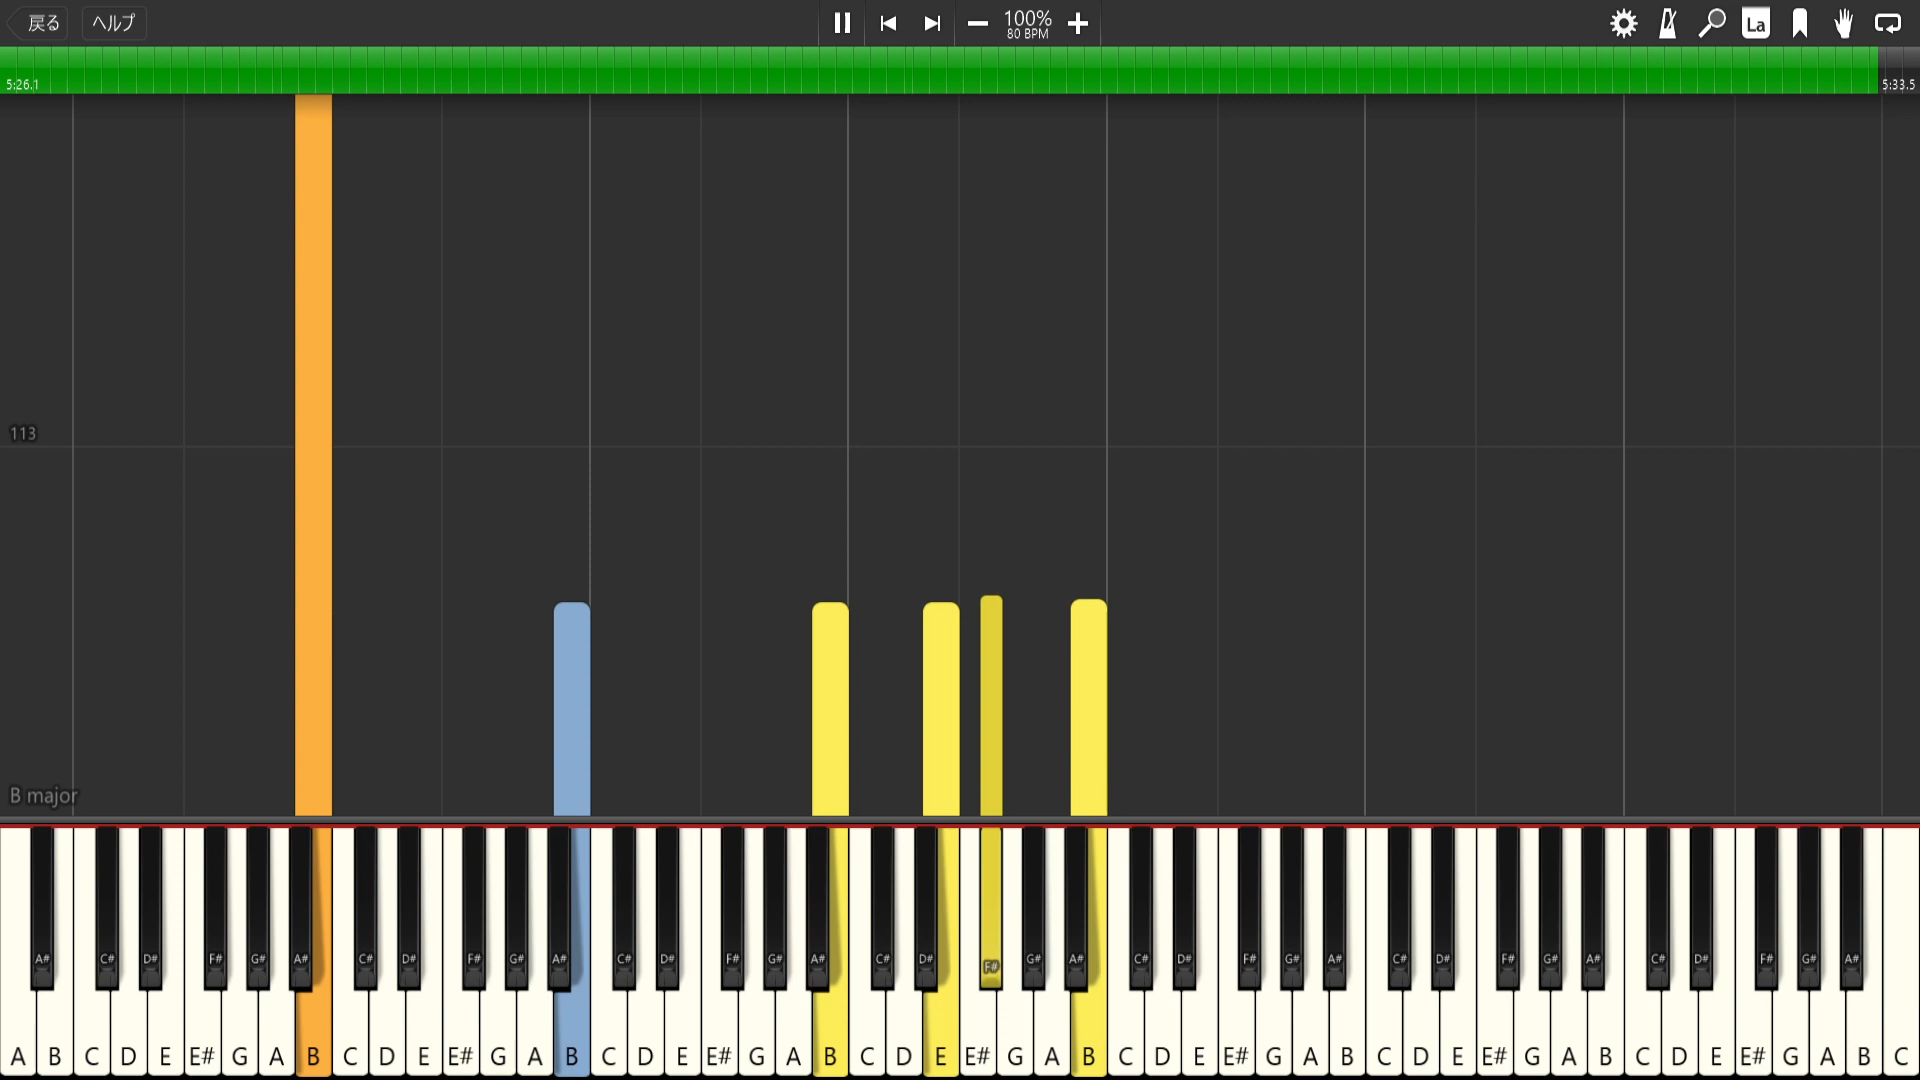 戻る ヘルプ 100% La
80 BPM
5:26.1 5:33.5
113
B major
A# C# D# F# G# A# C# D# F# G# A# C# D# F# G# A# C# D# F# G# A# C# D# F# G# A# C# D# F# G# A# C# D# F# G# A#
A B C D E E# G A B C D E E# G A B C D E E# G A B C D E E# G A B C D E E# G A B C D E E# G A B C D E E# G A B C